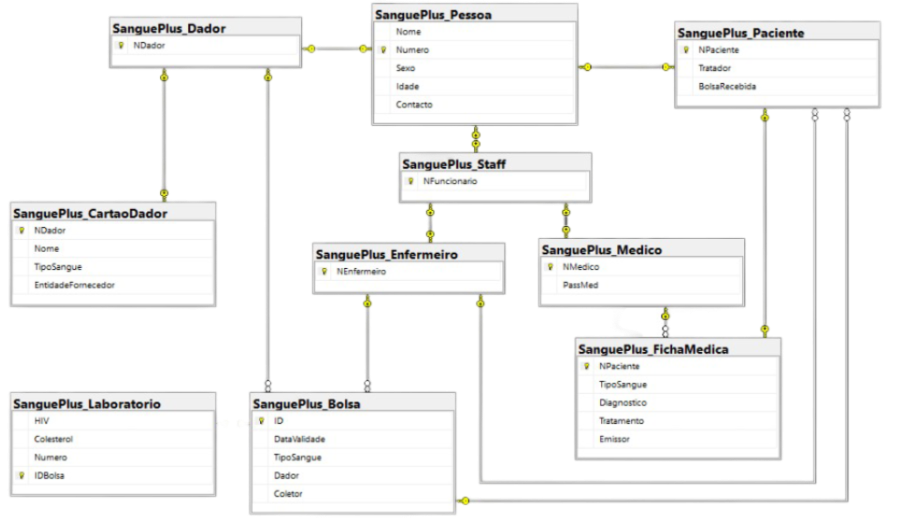 SanguePlus_Dador
NDador
SanguePlus_Pessoa
Nome
Numero
Sexo
Idade
Contacto
SanguePlus_Paciente
NPaciente
Tratador
BolsaRecebida
SanguePlus_Staff
NFuncionario
SanguePlus_CartaoDador
NDador
Nome
TipoSangue
EntidadeFornecedor
SanguePlus_Enfermeiro
NEnfermeiro
SanguePlus_Medico
NMedico
PassMed
SanguePlus_FichaMedica
NPaciente
TipoSangue
Diagnostico
Tratamento
Emissor
SanguePlus_Laboratorio
HIV
Colesterol
Numero
IDBolsa
SanguePlus_Bolsa
ID
DataValidade
TipoSangue
Dador
Coletor